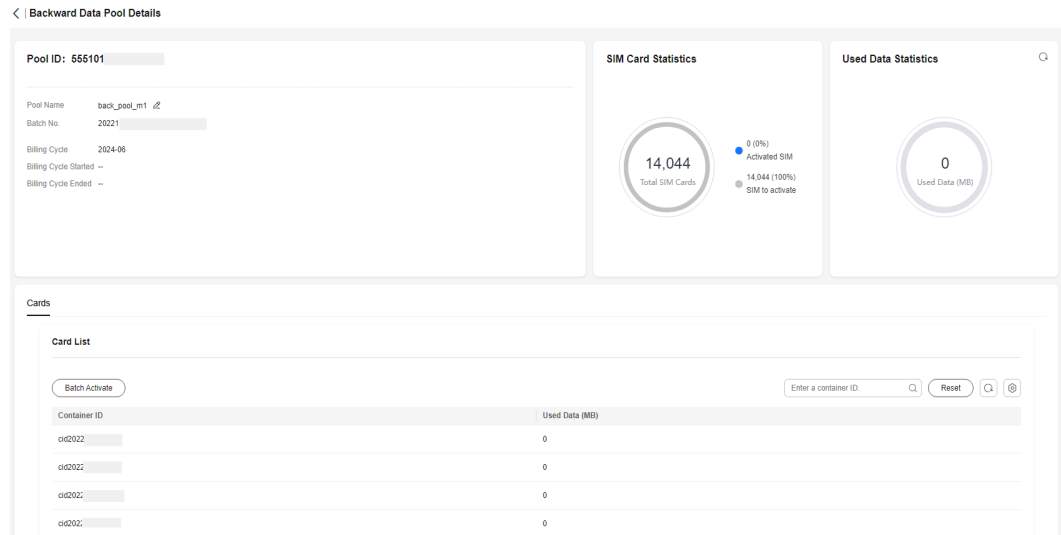 Backward Data Pool Details
Pool ID: 555101
Pool Name back_pool_m1
Batch No. 20221
Billing Cycle 2024-06
Billing Cycle Started --
Billing Cycle Ended --
SIM Card Statistics
14,044
Total SIM Cards
0 (0%)
Activated SIM
14,044 (100%)
SIM to activate
Used Data Statistics
0
Used Data (MB)
Cards
Card List
Batch Activate
Enter a container ID.
Reset
Container ID Used Data (MB)
cid2022 0
cid2022 0
cid2022 0
cid202 0